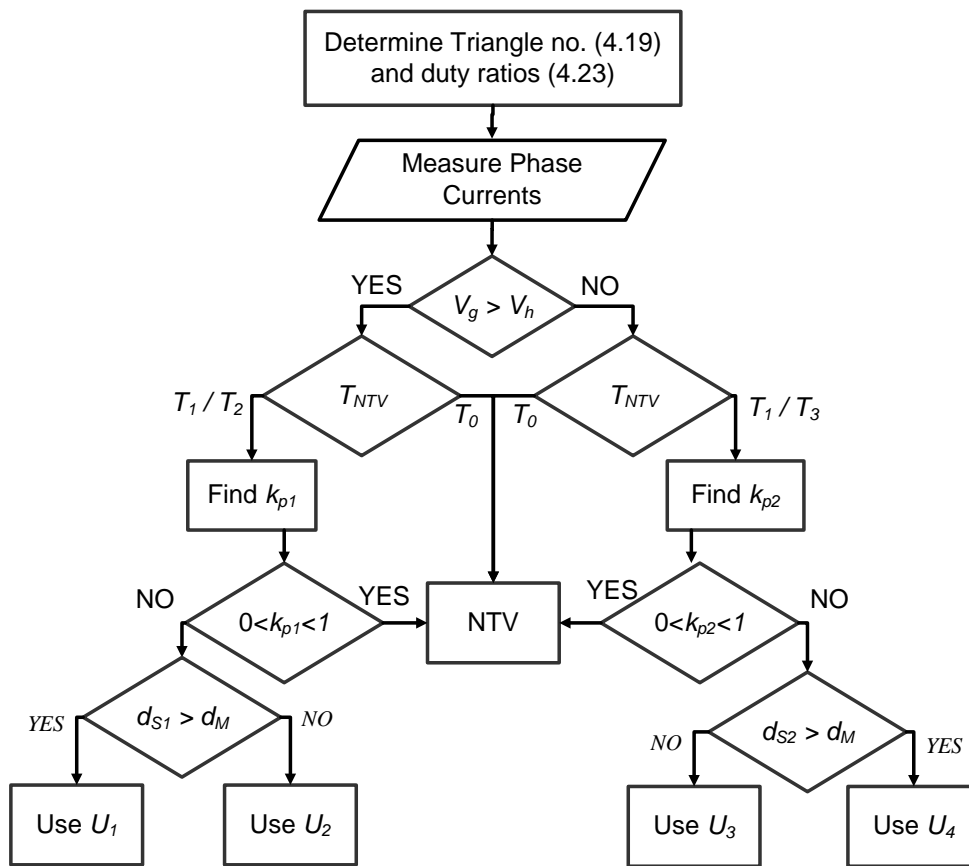 Determine Triangle no. (4.19)
and duty ratios (4.23)
Measure Phase
Currents
YES
NO
V_g > V_h
T_1 / T_2
T_NTV
T_0
T_0
T_NTV
T_1 / T_3
Find k_p1
Find k_p2
NO
0<k_p1<1
YES
NTV
YES
0<k_p2<1
NO
YES
d_S1 > d_M
NO
NO
d_S2 > d_M
YES
Use U_1
Use U_2
Use U_3
Use U_4